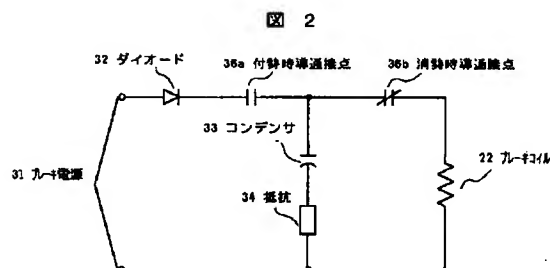 図 2
32 ダイオード
36a 付勢時導通接点
36b 消勢時導通接点
33 コンデンサ
31 ブレーキ電源
22 ブレーキコイル
34 抵抗